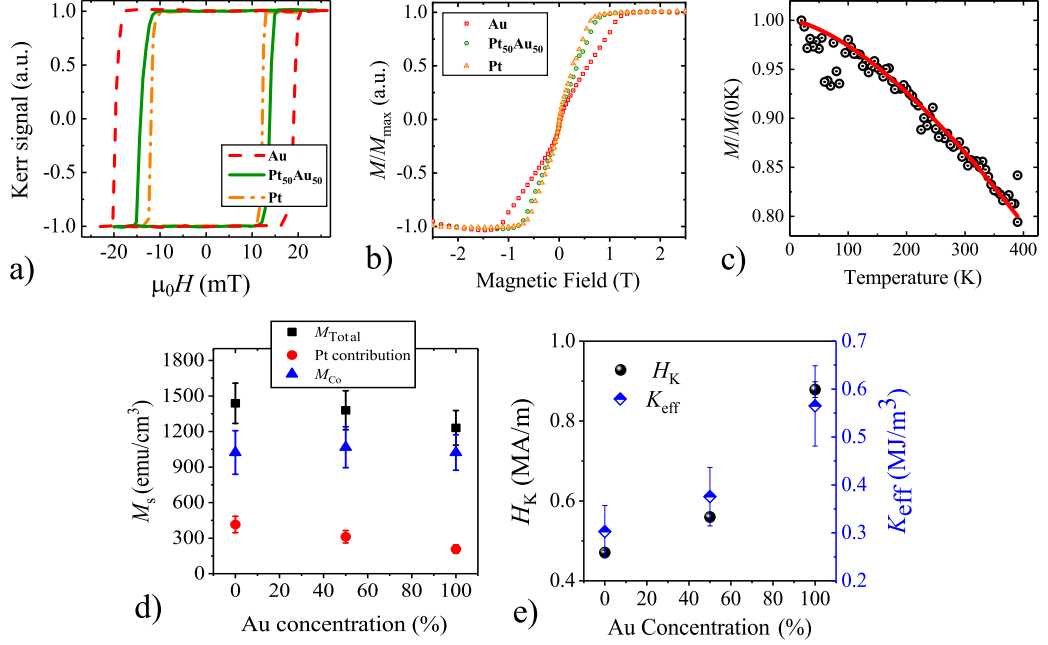 1.0
0.5
0.0
-0.5
-1.0
Kerr signal (a.u.)
Au
Pt50Au50
Pt
-20 -10 0 10 20
μ0H (mT)
a)
1.0
0.5
0.0
-0.5
-1.0
M/Mmax (a.u.)
Au
Pt50Au50
Pt
-2 -1 0 1 2
Magnetic Field (T)
b)
1.00
0.95
0.90
0.85
0.80
M/M(0K)
0 100 200 300 400
Temperature (K)
c)
MTotal
Pt contribution
MCo
1800
1500
1200
900
600
300
0
Ms (emu/cm3)
0 20 40 60 80 100
Au concentration (%)
d)
1.0
0.8
0.6
0.4
HK (MA/m)
HK
Keff
0.7
0.6
0.5
0.4
0.3
0.2
Keff (MJ/m3)
0 20 40 60 80 100
Au Concentration (%)
e)